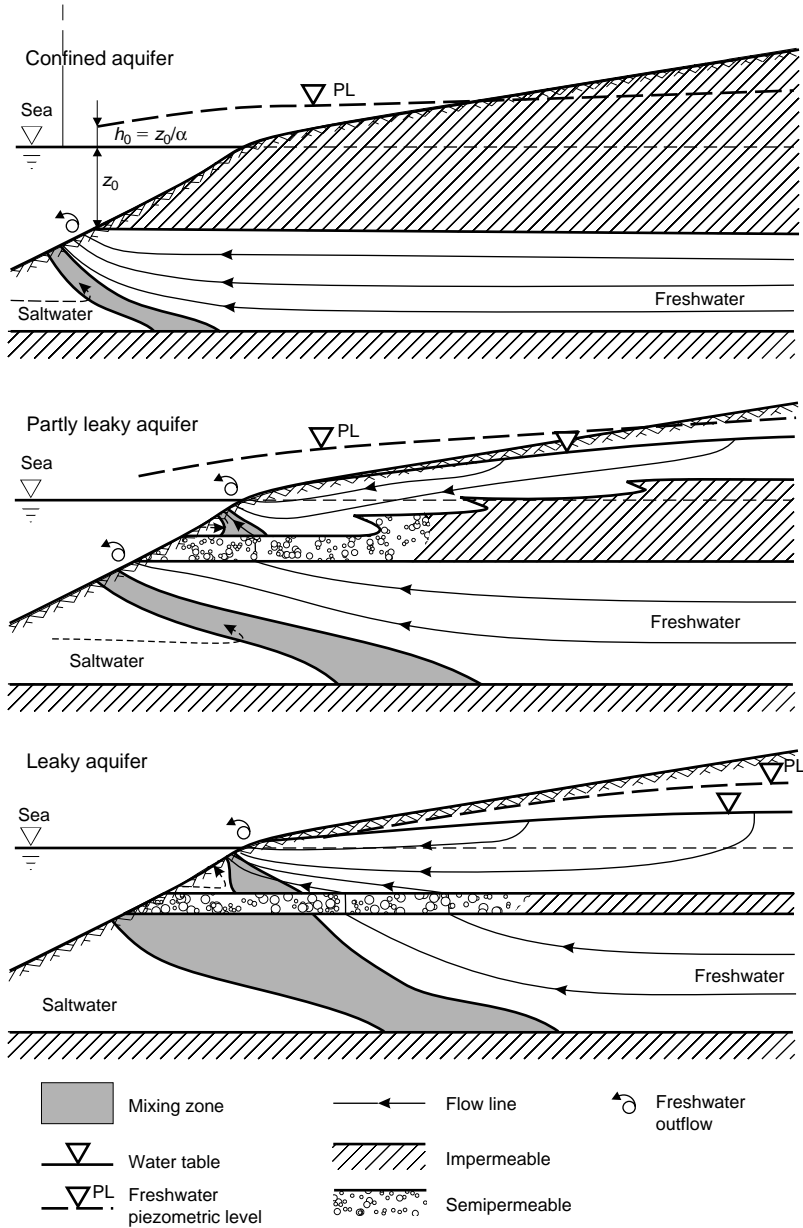 Confined aquifer
PL
Sea
h₀ = z₀/α
z₀
Freshwater
Saltwater
Partly leaky aquifer
PL
Sea
Freshwater
Saltwater
Leaky aquifer
PL
Sea
Freshwater
Saltwater
Mixing zone
Flow line
Freshwater
outflow
Water table
Impermeable
PL
Freshwater
piezometric level
Semipermeable